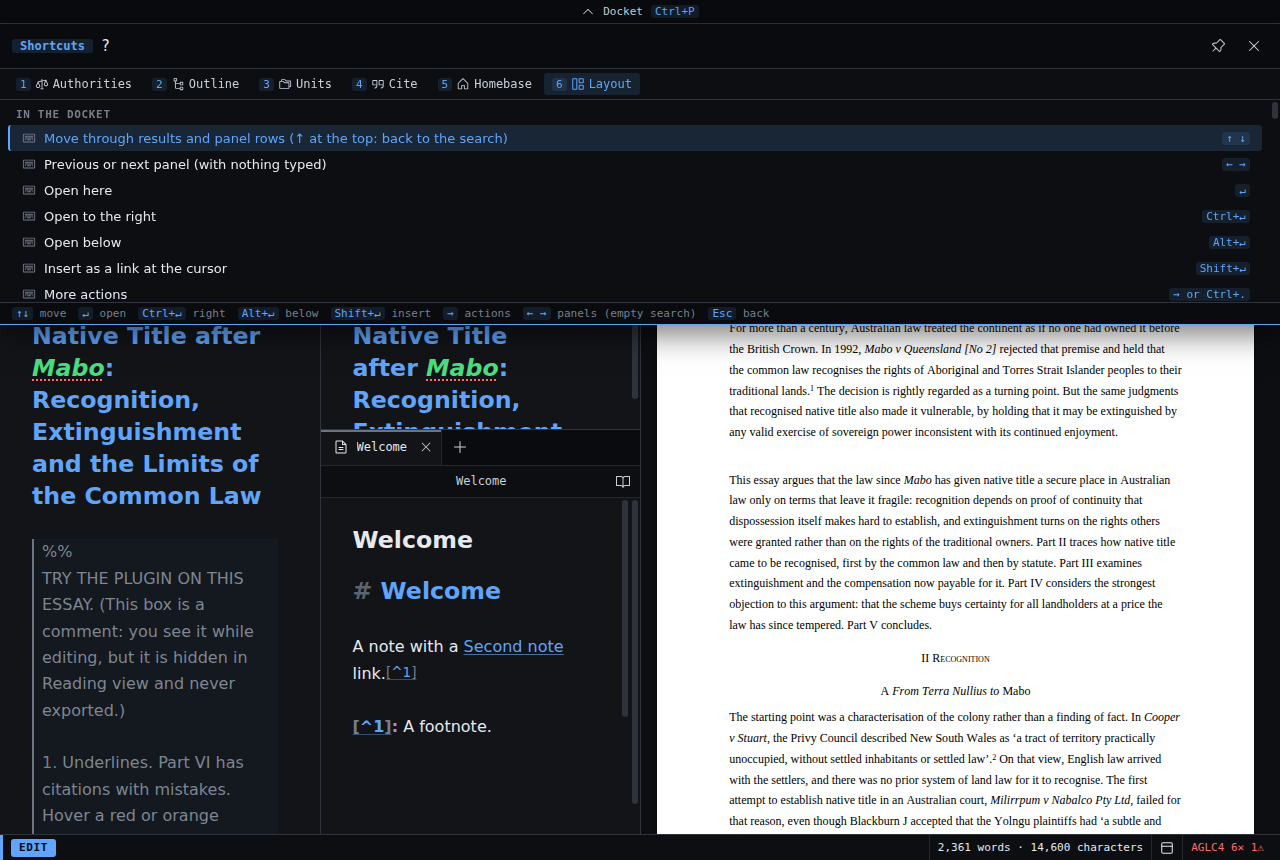 Docket Ctrl+P
Shortcuts ?
1 Authorities 2 Outline 3 Units 4 Cite 5 Homebase 6 Layout
IN THE DOCKET
Move through results and panel rows (↑ at the top: back to the search) ↑ ↓
Previous or next panel (with nothing typed) ← →
Open here ↵
Open to the right Ctrl+↵
Open below Alt+↵
Insert as a link at the cursor Shift+↵
More actions → or Ctrl+.
↑↓ move ↵ open Ctrl+↵ right Alt+↵ below Shift+↵ insert → actions ← → panels (empty search) Esc back
Native Title after
Mabo:
Recognition,
Extinguishment
and the Limits of
the Common Law
%%
TRY THE PLUGIN ON THIS
ESSAY. (This box is a
comment: you see it while
editing, but it is hidden in
Reading view and never
exported.)
1. Underlines. Part VI has
citations with mistakes.
Hover a red or orange
Native Title
after Mabo:
Recognition,
Extinguishment
Welcome
Welcome
Welcome
# Welcome
A note with a Second note
link.[^1]
[^1]: A footnote.
For more than a century, Australian law treated the continent as if no one had owned it before
the British Crown. In 1992, Mabo v Queensland [No 2] rejected that premise and held that
the common law recognises the rights of Aboriginal and Torres Strait Islander peoples to their
traditional lands.1 The decision is rightly regarded as a turning point. But the same judgments
that recognised native title also made it vulnerable, by holding that it may be extinguished by
any valid exercise of sovereign power inconsistent with its continued enjoyment.
This essay argues that the law since Mabo has given native title a secure place in Australian
law only on terms that leave it fragile: recognition depends on proof of continuity that
dispossession itself makes hard to establish, and extinguishment turns on the rights others
were granted rather than on the rights of the traditional owners. Part II traces how native title
came to be recognised, first by the common law and then by statute. Part III examines
extinguishment and the compensation now payable for it. Part IV considers the strongest
objection to this argument: that the scheme buys certainty for all landholders at a price the
law has since tempered. Part V concludes.
II Recognition
A From Terra Nullius to Mabo
The starting point was a characterisation of the colony rather than a finding of fact. In Cooper
v Stuart, the Privy Council described New South Wales as ‘a tract of territory practically
unoccupied, without settled inhabitants or settled law’.2 On that view, English law arrived
with the settlers, and there was no prior system of land law for it to recognise. The first
attempt to establish native title in an Australian court, Milirrpum v Nabalco Pty Ltd, failed for
that reason, even though Blackburn J accepted that the Yolngu plaintiffs had ‘a subtle and
EDIT
2,361 words · 14,600 characters
AGLC4 6× 1⚠